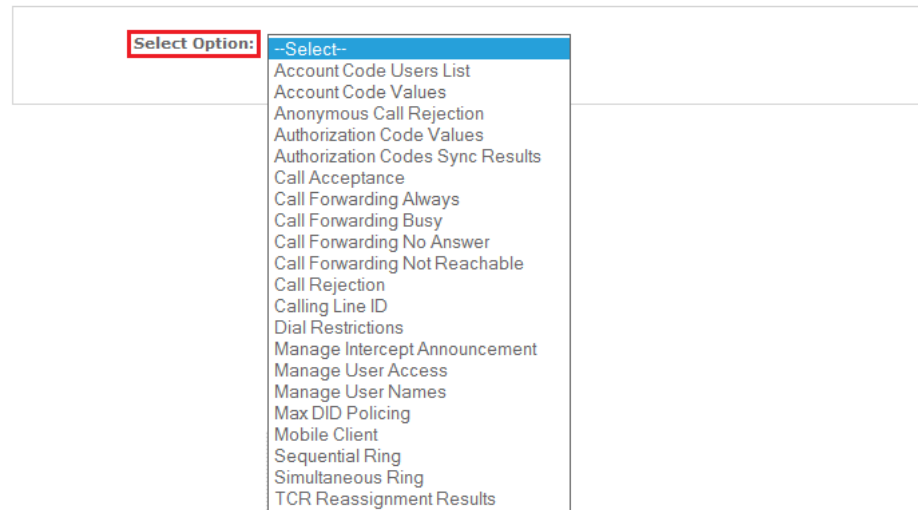 Select Option:
--Select--
Account Code Users List
Account Code Values
Anonymous Call Rejection
Authorization Code Values
Authorization Codes Sync Results
Call Acceptance
Call Forwarding Always
Call Forwarding Busy
Call Forwarding No Answer
Call Forwarding Not Reachable
Call Rejection
Calling Line ID
Dial Restrictions
Manage Intercept Announcement
Manage User Access
Manage User Names
Max DID Policing
Mobile Client
Sequential Ring
Simultaneous Ring
TCR Reassignment Results